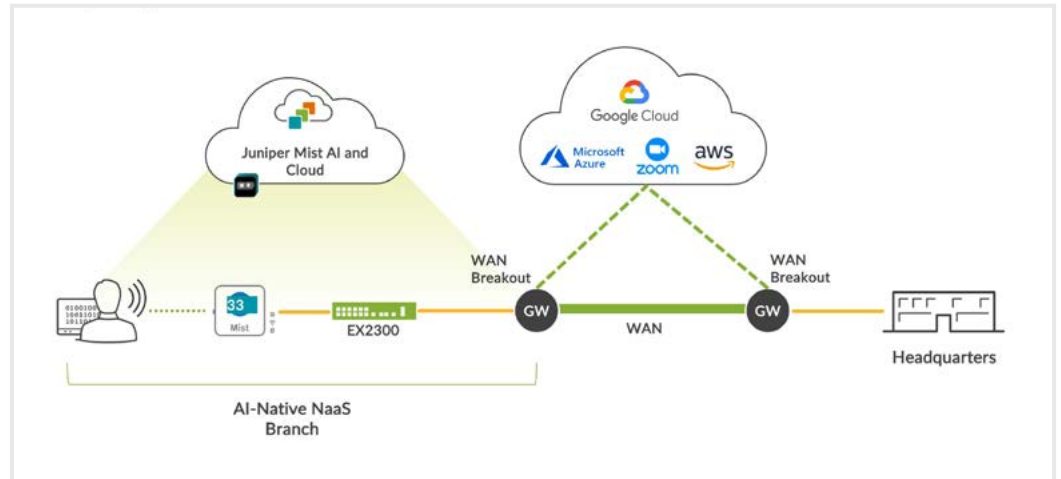 Juniper Mist AI and
Cloud
Google Cloud
Microsoft
Azure
zoom
aws
WAN
Breakout
WAN
Breakout
33
Mist
EX2300
GW
WAN
GW
Headquarters
AI-Native NaaS
Branch